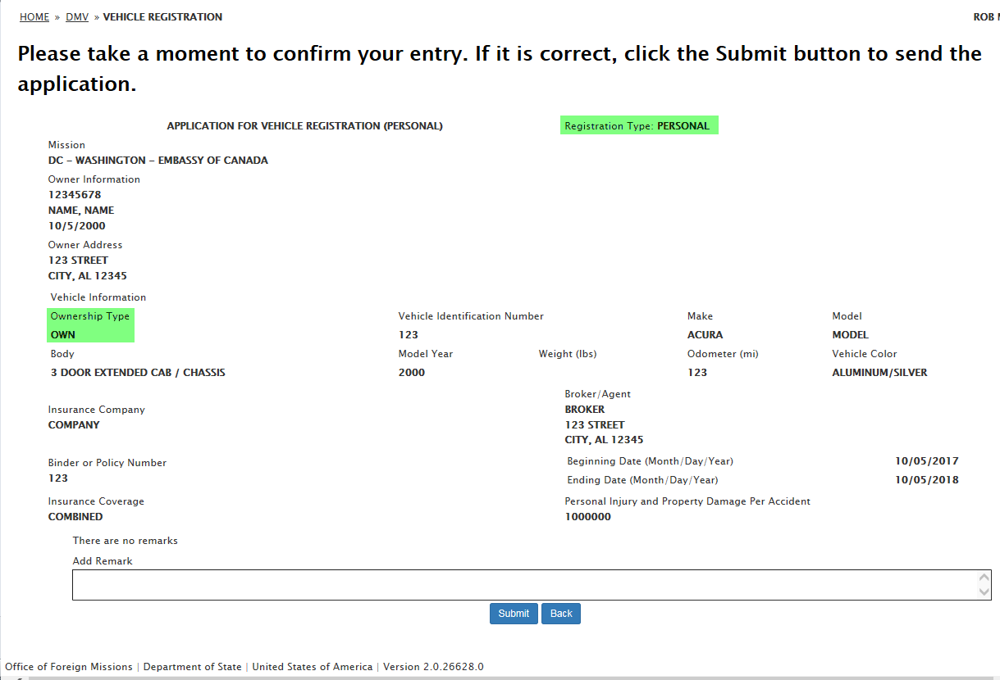 HOME » DMV » VEHICLE REGISTRATION ROB
Please take a moment to confirm your entry. If it is correct, click the Submit button to send the
application.
APPLICATION FOR VEHICLE REGISTRATION (PERSONAL) Registration Type: PERSONAL
Mission
DC – WASHINGTON – EMBASSY OF CANADA
Owner Information
12345678
NAME, NAME
10/5/2000
Owner Address
123 STREET
CITY, AL 12345
Vehicle Information
Ownership Type Vehicle Identification Number Make Model
OWN 123 ACURA MODEL
Body Model Year Weight (lbs) Odometer (mi) Vehicle Color
3 DOOR EXTENDED CAB / CHASSIS 2000 123 ALUMINUM/SILVER
Broker/Agent
Insurance Company BROKER
COMPANY 123 STREET
CITY, AL 12345
Binder or Policy Number Beginning Date (Month/Day/Year) 10/05/2017
123 Ending Date (Month/Day/Year) 10/05/2018
Insurance Coverage Personal Injury and Property Damage Per Accident
COMBINED 1000000
There are no remarks
Add Remark
Submit Back
Office of Foreign Missions | Department of State | United States of America | Version 2.0.26628.0